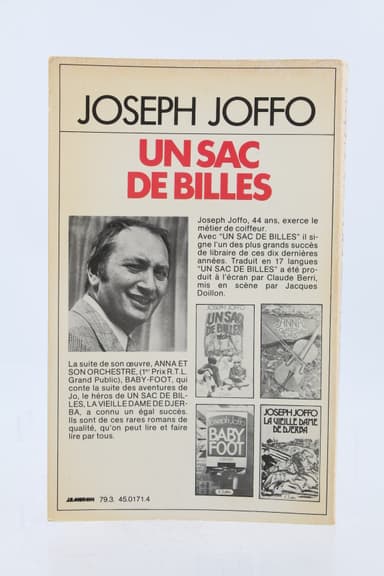 JOSEPH JOFFO
UN SAC
DE BILLES
Joseph Joffo, 44 ans, exerce le
métier de coiffeur.
Avec "UN SAC DE BILLES" il si-
gne l'un des plus grands succès
de libraire de ces dix dernières
années. Traduit en 17 langues
"UN SAC DE BILLES" a été pro-
duit à l'écran par Claude Berri,
mis en scène par Jacques
Doillon.
La suite de son œuvre, ANNA ET
SON ORCHESTRE, (1er Prix R.T.L.
Grand Public), BABY-FOOT, qui
conte la suite des aventures de
Jo, le héros de UN SAC DE BIL-
LES, LA VIEILLE DAME DE DJER-
BA, a connu un égal succès.
Ils sont de ces rares romans de
qualité, qu'on peut lire et faire
lire par tous.
JOSEPH JOFFO
UN SAC
DE BILLES
ANNA
Joseph Joffo
BABY
FOOT
JOSEPH JOFFO
LA VIEILLE DAME
DE DJERBA
79.3. 45.0171.4